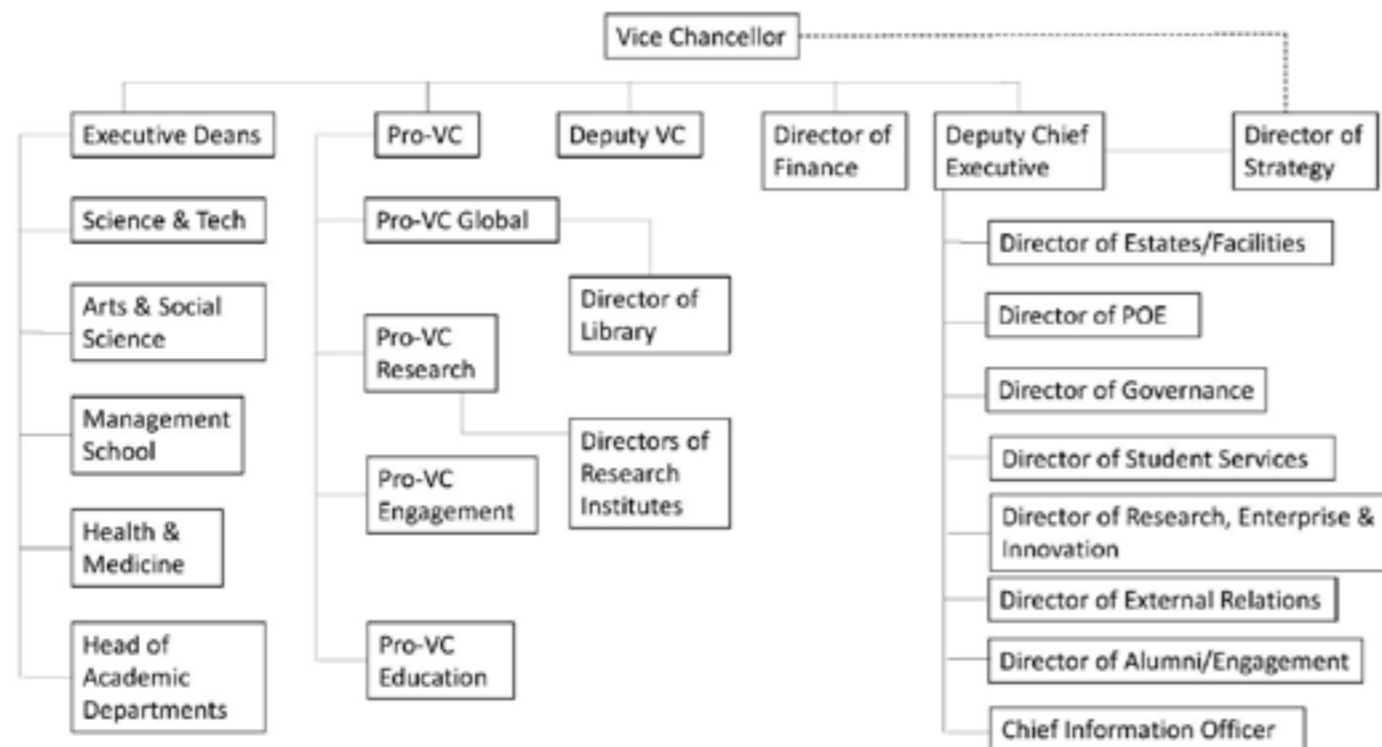 Vice Chancellor
Executive Deans
Pro-VC
Deputy VC
Director of
Finance
Deputy Chief
Executive
Director of
Strategy
Science & Tech
Arts & Social
Science
Management
School
Health &
Medicine
Head of
Academic
Departments
Pro-VC Global
Director of
Library
Pro-VC
Research
Directors of
Research
Institutes
Pro-VC
Engagement
Pro-VC
Education
Director of Estates/Facilities
Director of POE
Director of Governance
Director of Student Services
Director of Research, Enterprise &
Innovation
Director of External Relations
Director of Alumni/Engagement
Chief Information Officer